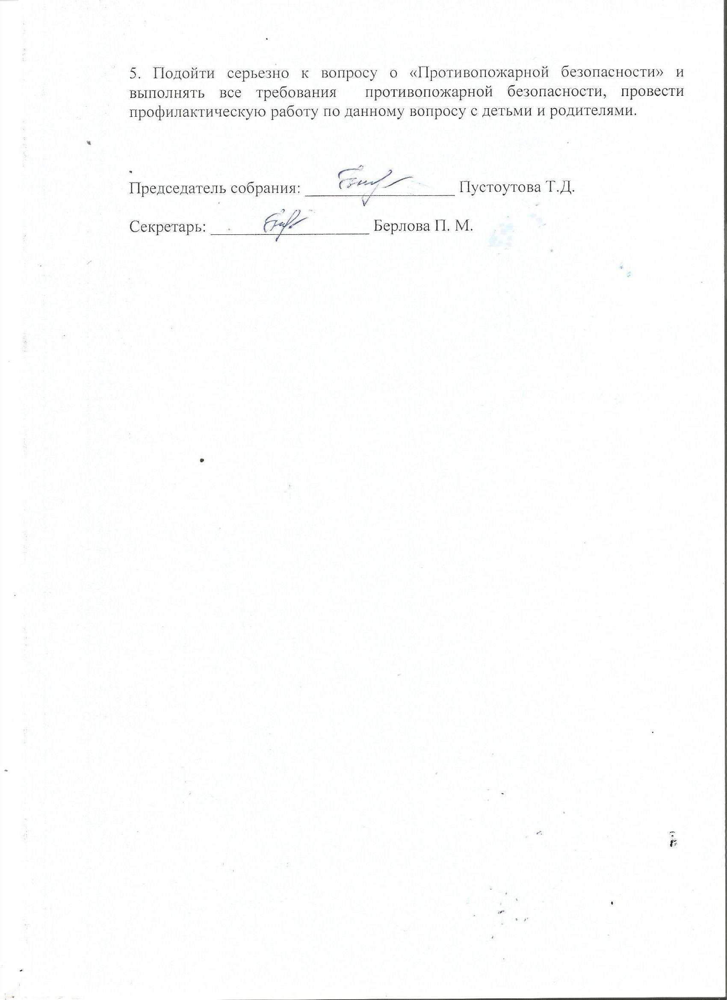 5. Подойти серьезно к вопросу о «Противопожарной безопасности» и
выполнять все требования противопожарной безопасности, провести
профилактическую работу по данному вопросу с детьми и родителями.
Председатель собрания: ____________________ Пустоутова Т.Д.
Секретарь: ____________________ Берлова П. М.